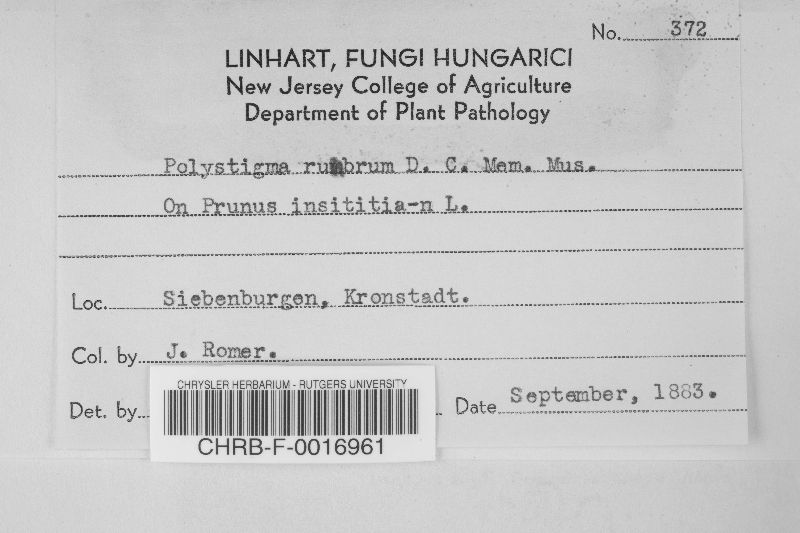 No. 372
LINHART, FUNGI HUNGARICI
New Jersey College of Agriculture
Department of Plant Pathology
Polystigma rumbrum D. C. Mem. Mus.
On Prunus insititia-n L.
Loc. Siebenburgen, Kronstadt.
Col. by J. Romer.
Det. by
Date September, 1883.
CHRYSLER HERBARIUM - RUTGERS UNIVERSITY
CHRB-F-0016961